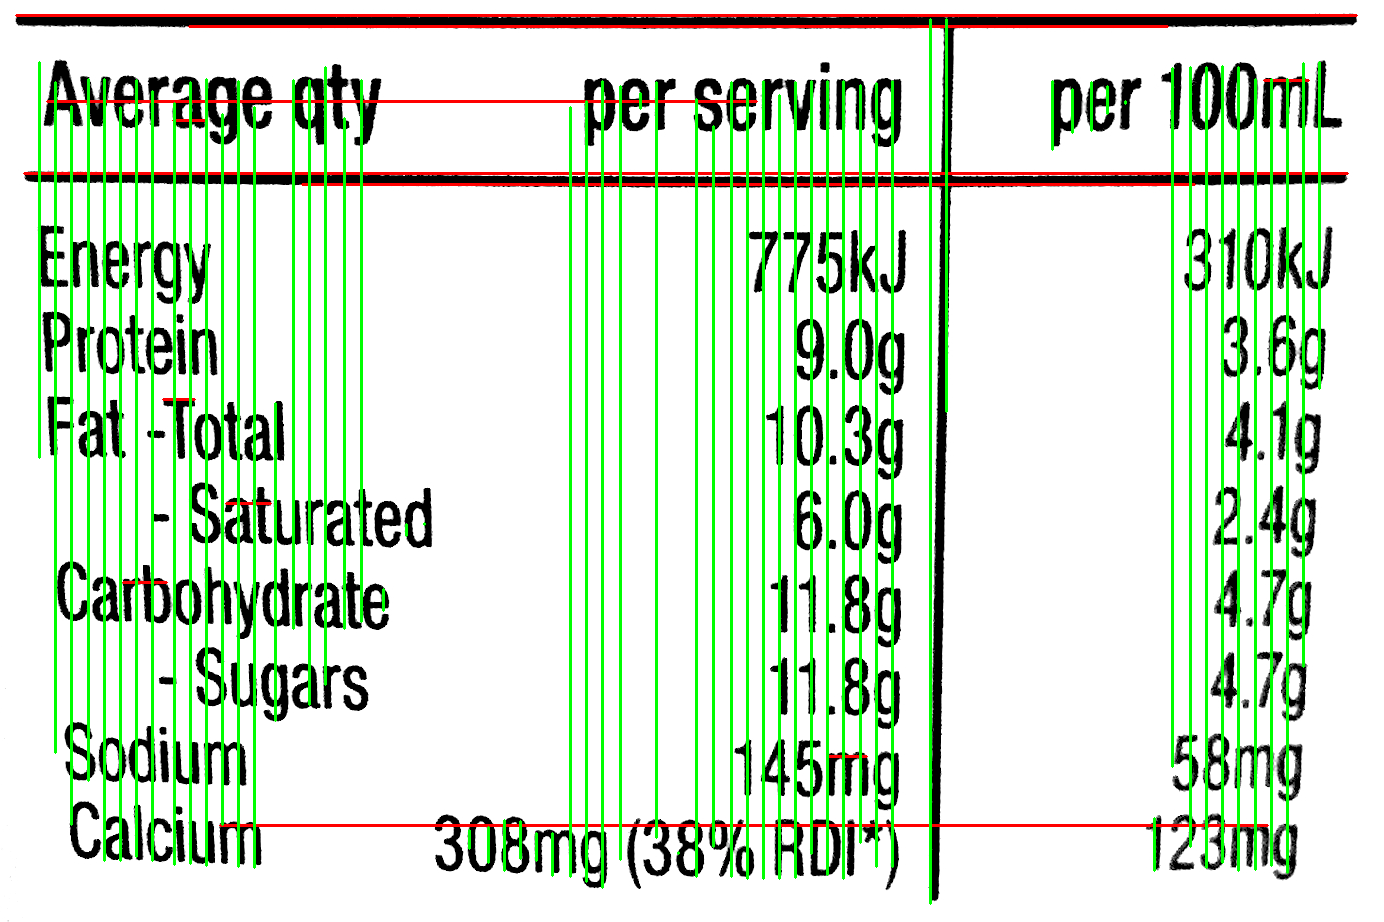 Average qty per serving per 100mL
Energy 775kJ 310kJ
Protein 9.0g 3.6g
Fat -Total 10.3g 4.1g
- Saturated 6.0g 2.4g
Carbohydrate 11.8g 4.7g
- Sugars 11.8g 4.7g
Sodium 145mg 58mg
Calcium 308mg (38% RDI*) 123mg